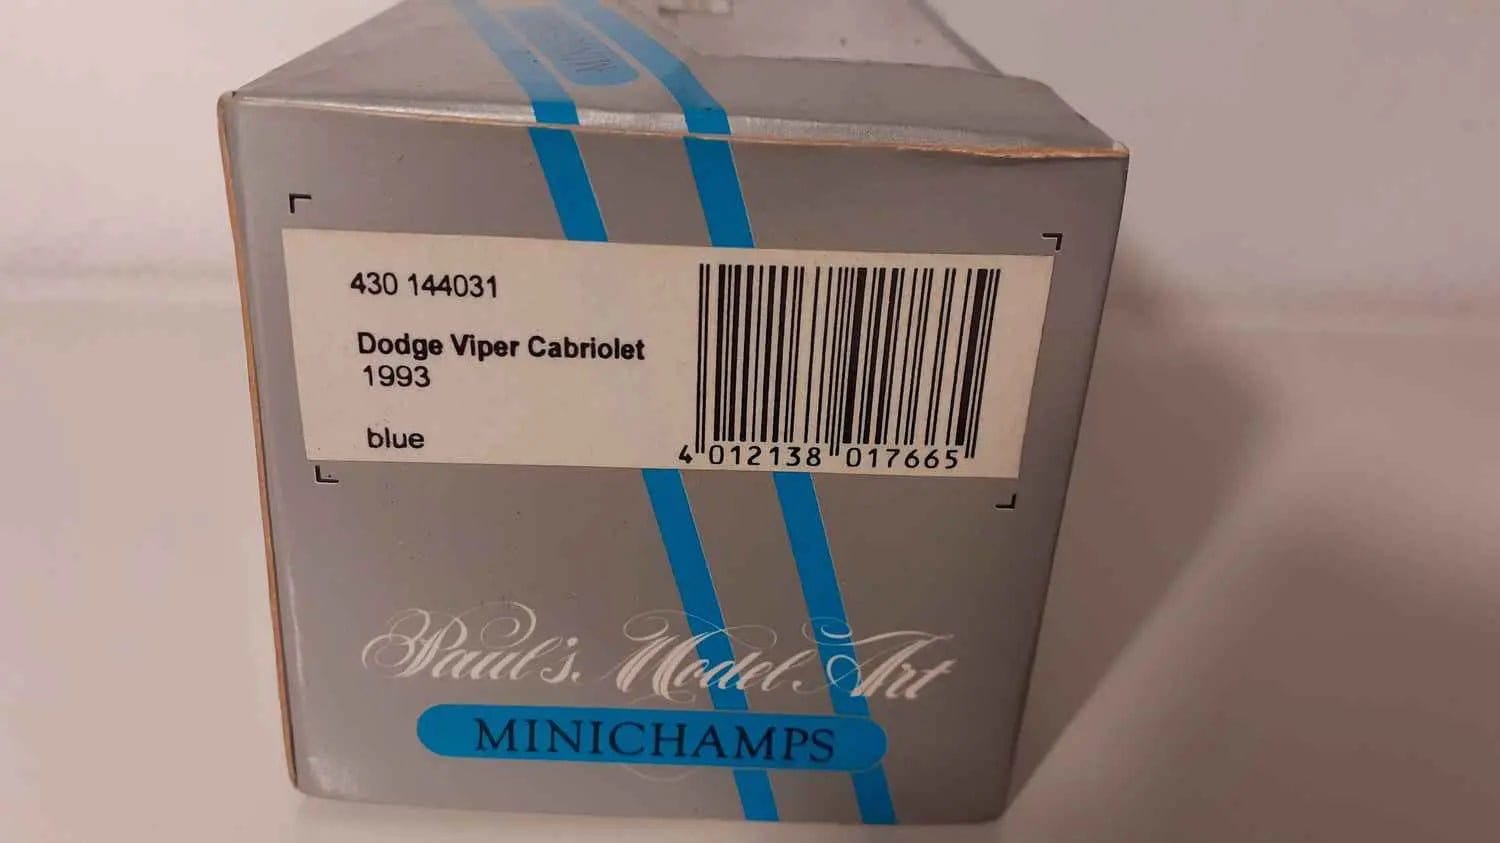 430 144031
Dodge Viper Cabriolet
1993
blue
4 012138 017665
Paul's Model Art
MINICHAMPS